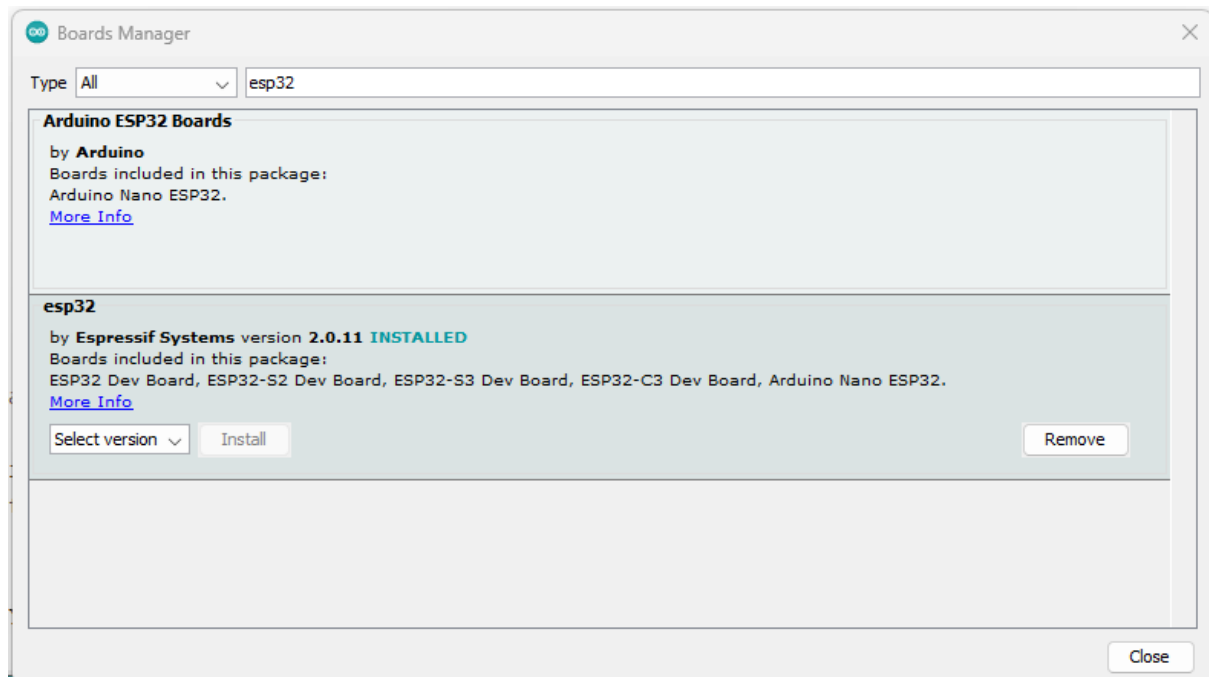 Boards Manager
Type All esp32
Arduino ESP32 Boards
by Arduino
Boards included in this package:
Arduino Nano ESP32.
More Info
esp32
by Espressif Systems version 2.0.11 INSTALLED
Boards included in this package:
ESP32 Dev Board, ESP32-S2 Dev Board, ESP32-S3 Dev Board, ESP32-C3 Dev Board, Arduino Nano ESP32.
More Info
Select version Install Remove
Close